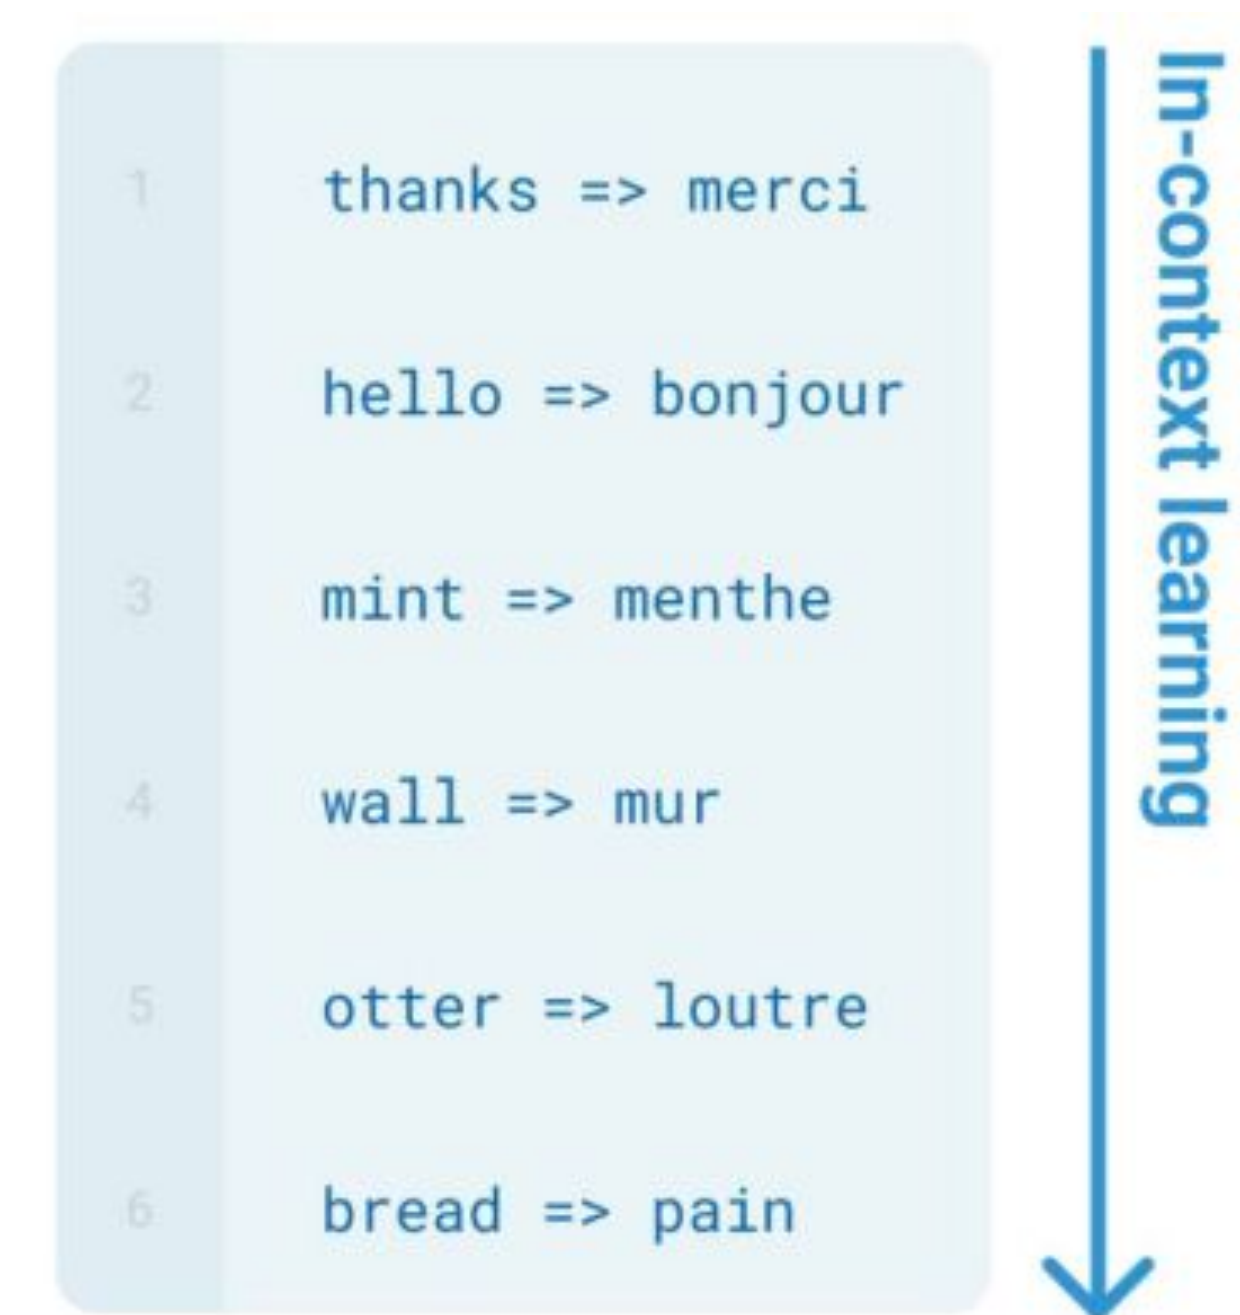 1 thanks => merci
2 hello => bonjour
3 mint => menthe
4 wall => mur
5 otter => loutre
6 bread => pain
In-context learning